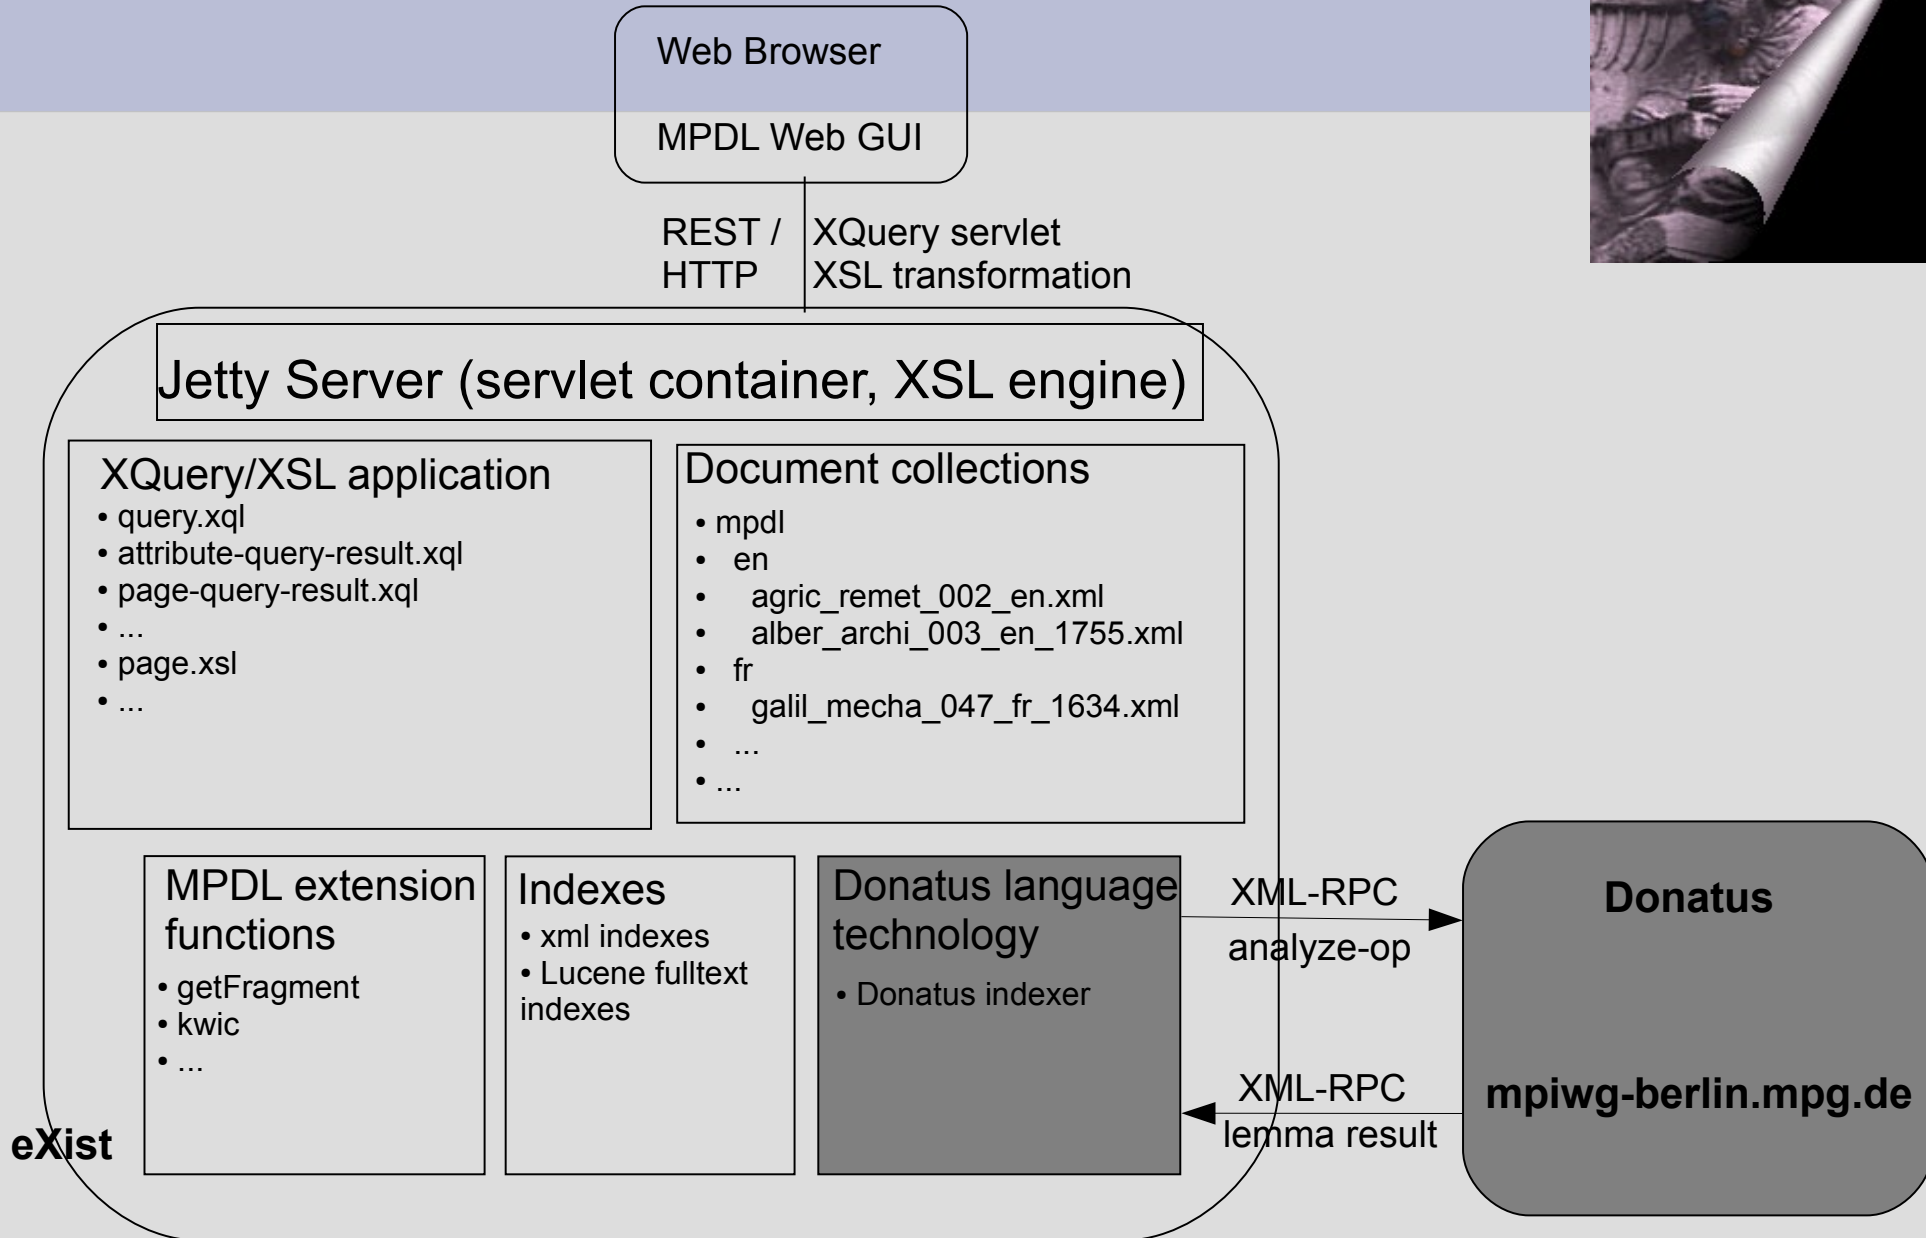 Web Browser
MPDL Web GUI
REST /
HTTP
XQuery servlet
XSL transformation
Jetty Server (servlet container, XSL engine)
XQuery/XSL application
• query.xql
• attribute-query-result.xql
• page-query-result.xql
• ...
• page.xsl
• ...
Document collections
• mpdl
• en
• agric_remet_002_en.xml
• alber_archi_003_en_1755.xml
• fr
• galil_mecha_047_fr_1634.xml
• ...
• ...
MPDL extension
functions
• getFragment
• kwic
• ...
Indexes
• xml indexes
• Lucene fulltext
indexes
Donatus language
technology
• Donatus indexer
XML-RPC
analyze-op
XML-RPC
lemma result
Donatus
mpiwg-berlin.mpg.de
eXist